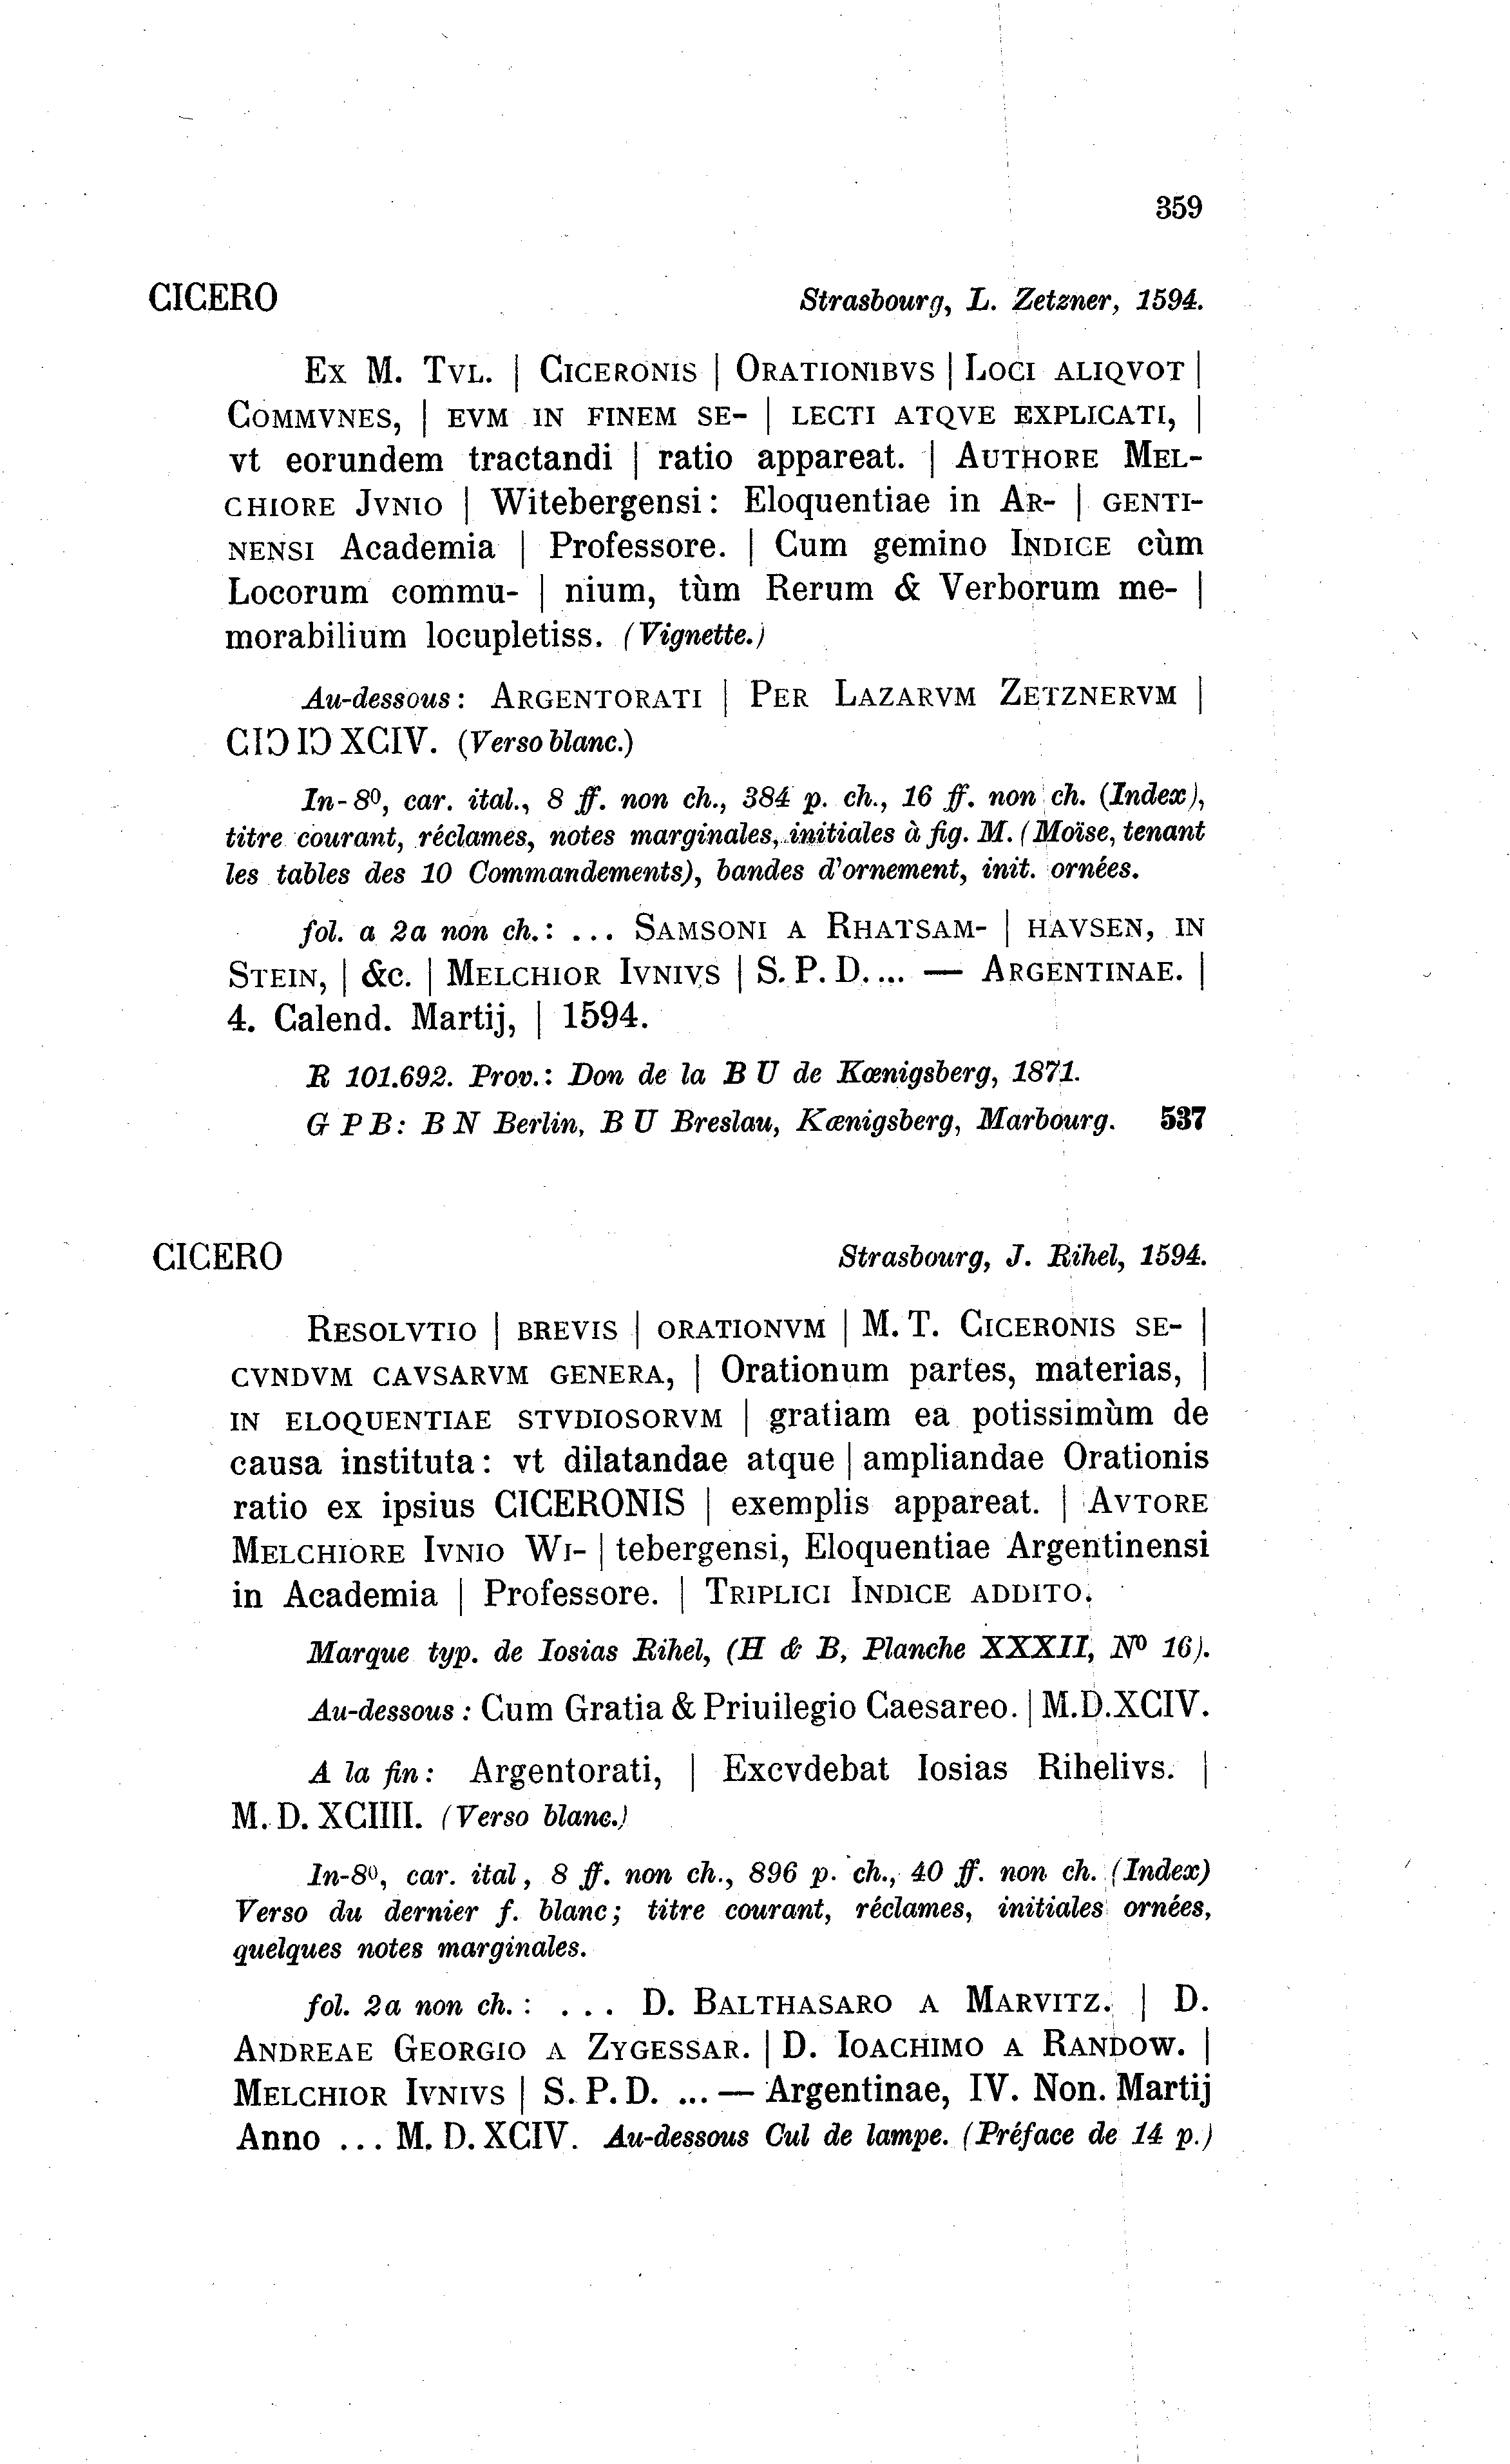 359
CICERO Strasbourg, L. Zetzner, 1594.
Ex M. Tvl. | Ciceronis | Orationibvs | Loci aliqvot |
Commvnes, | evm in finem se- | lecti atqve explicati, |
vt eorundem tractandi | ratio appareat. | Authore Mel-
chiore Jvnio | Witebergensi: Eloquentiae in Ar- | genti-
nensi Academia | Professore. | Cum gemino Indice cùm
Locorum commu- | nium, tùm Rerum & Verborum me- |
morabilium locupletiss. (Vignette.)
Au-dessous: Argentorati | Per Lazarvm Zetznervm |
CIↃ IↃ XCIV. (Verso blanc.)
In-8⁰, car. ital., 8 ff. non ch., 384 p. ch., 16 ff. non ch. (Index),
titre courant, réclames, notes marginales, initiales à fig. M. (Moïse, tenant
les tables des 10 Commandements), bandes d'ornement, init. ornées.
fol. a 2a non ch.: ... Samsoni a Rhatsam- | havsen, in
Stein, | &c. | Melchior Ivnivs | S. P. D. ... — Argentinae. |
4. Calend. Martij, | 1594.
R 101.692. Prov.: Don de la B U de Kœnigsberg, 1871.
G P B: B N Berlin, B U Breslau, Kœnigsberg, Marbourg. 537
CICERO Strasbourg, J. Rihel, 1594.
Resolvtio | brevis | orationvm | M. T. Ciceronis se- |
cvndvm cavsarvm genera, | Orationum partes, materias, |
in eloquentiae stvdiosorvm | gratiam ea potissimùm de
causa instituta: vt dilatandae atque | ampliandae Orationis
ratio ex ipsius CICERONIS | exemplis appareat. | Avtore
Melchiore Ivnio Wi- | tebergensi, Eloquentiae Argentinensi
in Academia | Professore. | Triplici Indice addito.
Marque typ. de Iosias Rihel, (H & B, Planche XXXII, N⁰ 16).
Au-dessous: Cum Gratia & Priuilegio Caesareo. | M.D.XCIV.
A la fin: Argentorati, | Excvdebat Iosias Rihelivs. |
M. D. XCIIII. (Verso blanc.)
In-8⁰, car. ital, 8 ff. non ch., 896 p. ch., 40 ff. non ch. (Index)
Verso du dernier f. blanc; titre courant, réclames, initiales ornées,
quelques notes marginales.
fol. 2a non ch.: ... D. Balthasaro a Marvitz. | D.
Andreae Georgio a Zygessar. | D. Ioachimo a Randow. |
Melchior Ivnivs | S. P. D. ... — Argentinae, IV. Non. Martij
Anno ... M. D. XCIV. Au-dessous Cul de lampe. (Préface de 14 p.)